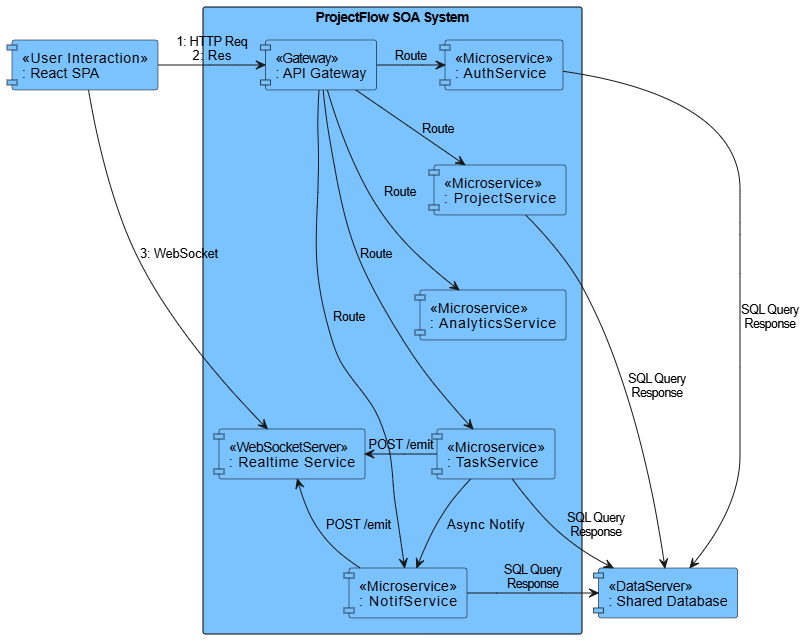 ProjectFlow SOA System
«User Interaction»
: React SPA
1: HTTP Req
2: Res
«Gateway»
: API Gateway
Route
«Microservice»
: AuthService
Route
«Microservice»
: ProjectService
Route
3: WebSocket
Route
«Microservice»
: AnalyticsService
Route
SQL Query
Response
SQL Query
Response
«WebSocketServer»
: Realtime Service
POST /emit
«Microservice»
: TaskService
POST /emit
Async Notify
SQL Query
Response
«Microservice»
: NotifService
SQL Query
Response
«DataServer»
: Shared Database